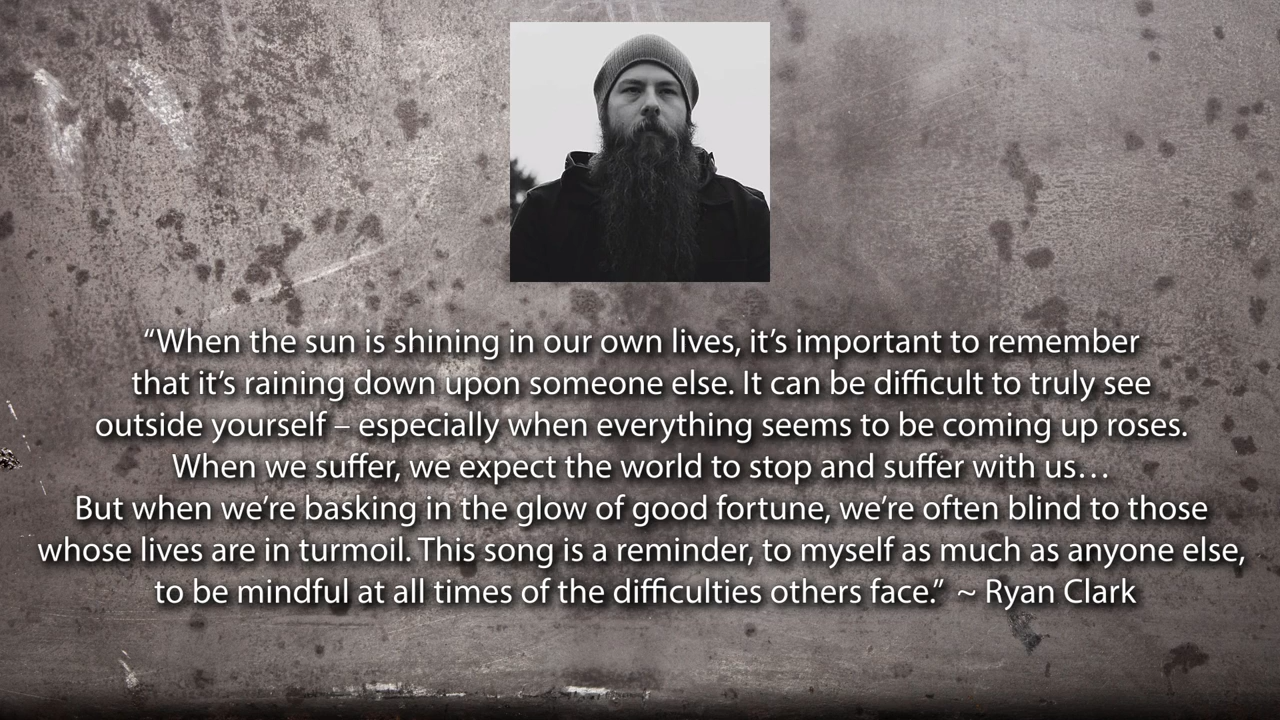 “When the sun is shining in our own lives, it’s important to remember
that it’s raining down upon someone else. It can be difficult to truly see
outside yourself – especially when everything seems to be coming up roses.
When we suffer, we expect the world to stop and suffer with us…
But when we’re basking in the glow of good fortune, we’re often blind to those
whose lives are in turmoil. This song is a reminder, to myself as much as anyone else,
to be mindful at all times of the difficulties others face.” ~ Ryan Clark